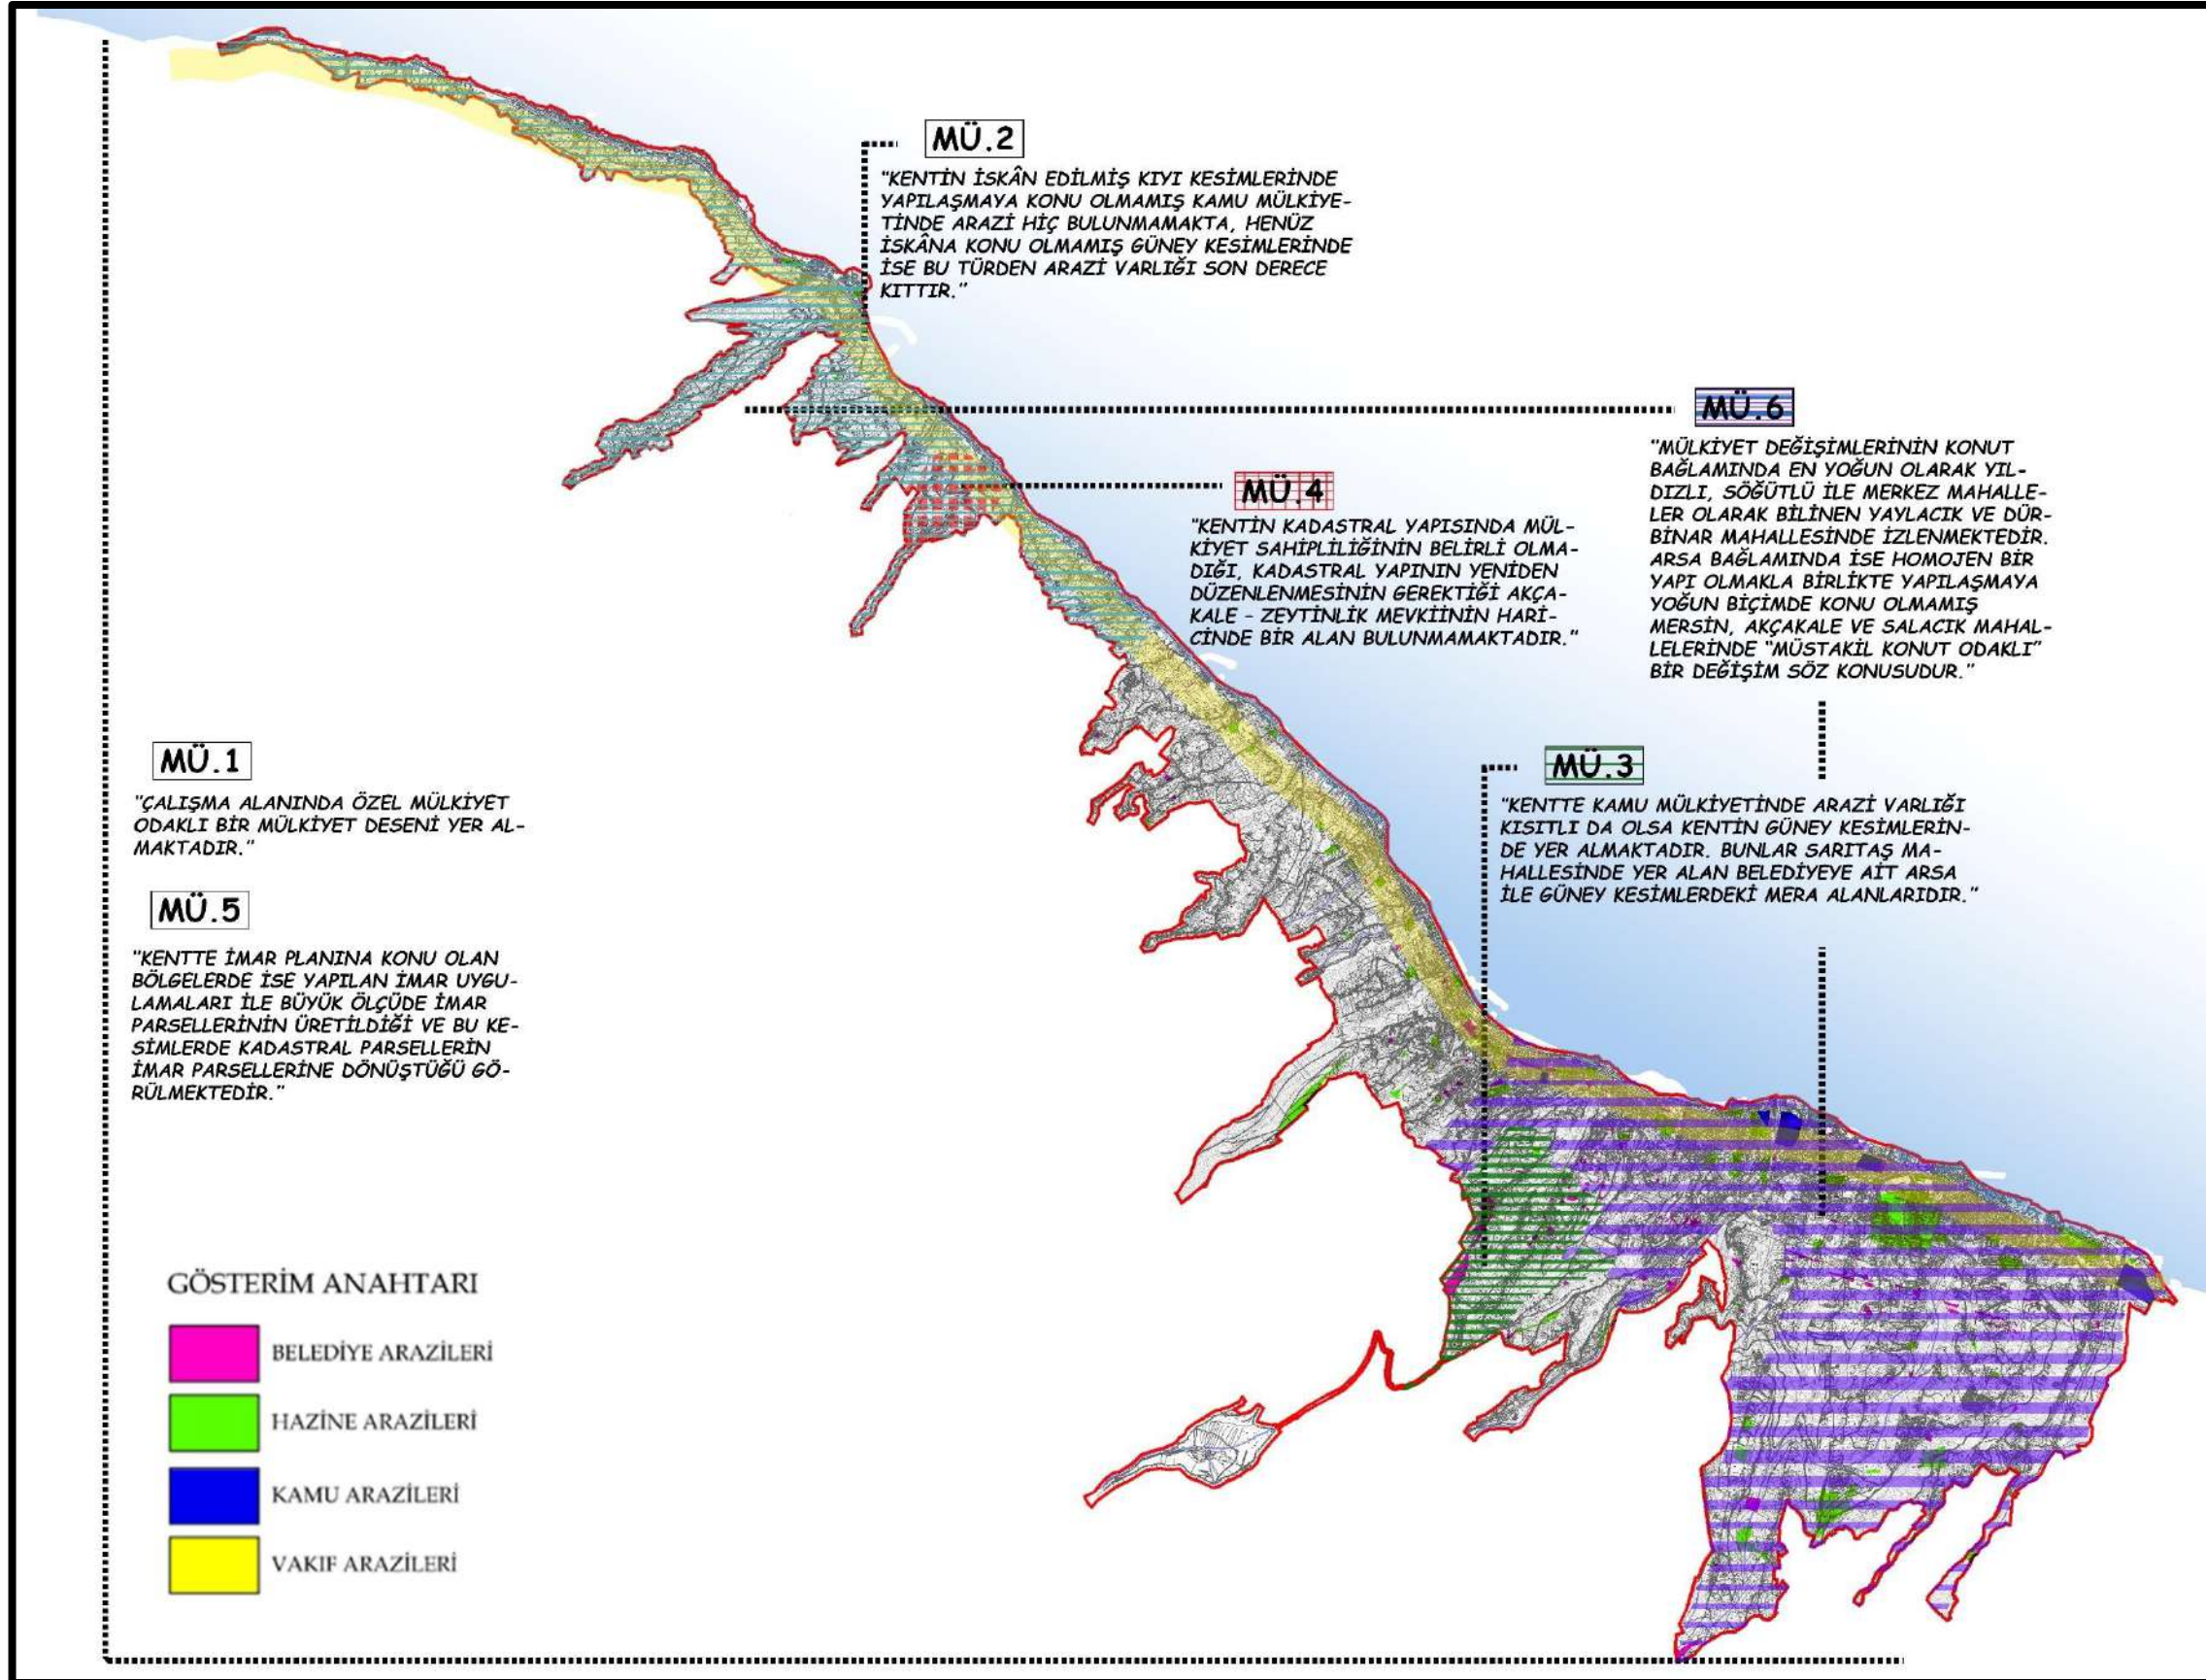 MÜ.2
"KENTİN İSKÂN EDİLMİŞ KIYI KESİMLERİNDE
YAPILAŞMAYA KONU OLMAMIŞ KAMU MÜLKİYE-
TİNDE ARAZİ HİÇ BULUNMAMAKTA, HENÜZ
İSKÂNA KONU OLMAMIŞ GÜNEY KESİMLERİNDE
İSE BU TÜRDEN ARAZİ VARLIĞI SON DERECE
KITTIR."
MÜ.6
"MÜLKİYET DEĞİŞİMLERİNİN KONUT
BAĞLAMINDA EN YOĞUN OLARAK YIL-
DIZLI, SÖĞÜTLÜ İLE MERKEZ MAHALLE-
LER OLARAK BİLİNEN YAYLACIK VE DÜR-
BİNAR MAHALLESİNDE İZLENMEKTEDİR.
ARSA BAĞLAMINDA İSE HOMOJEN BİR
YAPI OLMAKLA BİRLİKTE YAPILAŞMAYA
YOĞUN BİÇİMDE KONU OLMAMIŞ
MERSİN, AKÇAKALE VE SALACIK MAHAL-
LELERİNDE "MÜSTAKİL KONUT ODAKLI"
BİR DEĞİŞİM SÖZ KONUSUDUR."
MÜ.4
"KENTİN KADASTRAL YAPISINDA MÜL-
KİYET SAHİPLİLİĞİNİN BELİRLİ OLMA-
DIĞI, KADASTRAL YAPININ YENİDEN
DÜZENLENMESİNİN GEREKTİĞİ AKÇA-
KALE - ZEYTİNLİK MEVKİİNİN HARİ-
CİNDE BİR ALAN BULUNMAMAKTADIR."
MÜ.1
"ÇALIŞMA ALANINDA ÖZEL MÜLKİYET
ODAKLI BİR MÜLKİYET DESENİ YER AL-
MAKTADIR."
MÜ.3
"KENTTE KAMU MÜLKİYETİNDE ARAZİ VARLIĞI
KISITLI DA OLSA KENTİN GÜNEY KESİMLERİN-
DE YER ALMAKTADIR. BUNLAR SARITAŞ MA-
HALLESİNDE YER ALAN BELEDİYEYE AİT ARSA
İLE GÜNEY KESİMLERDEKİ MERA ALANLARIDIR."
MÜ.5
"KENTTE İMAR PLANINA KONU OLAN
BÖLGELERDE İSE YAPILAN İMAR UYGU-
LAMALARI İLE BÜYÜK ÖLÇÜDE İMAR
PARSELLERİNİN ÜRETİLDİĞİ VE BU KE-
SİMLERDE KADASTRAL PARSELLERİN
İMAR PARSELLERİNE DÖNÜŞTÜĞÜ GÖ-
RÜLMEKTEDİR."
GÖSTERİM ANAHTARI
BELEDİYE ARAZİLERİ
HAZİNE ARAZİLERİ
KAMU ARAZİLERİ
VAKIF ARAZİLERİ